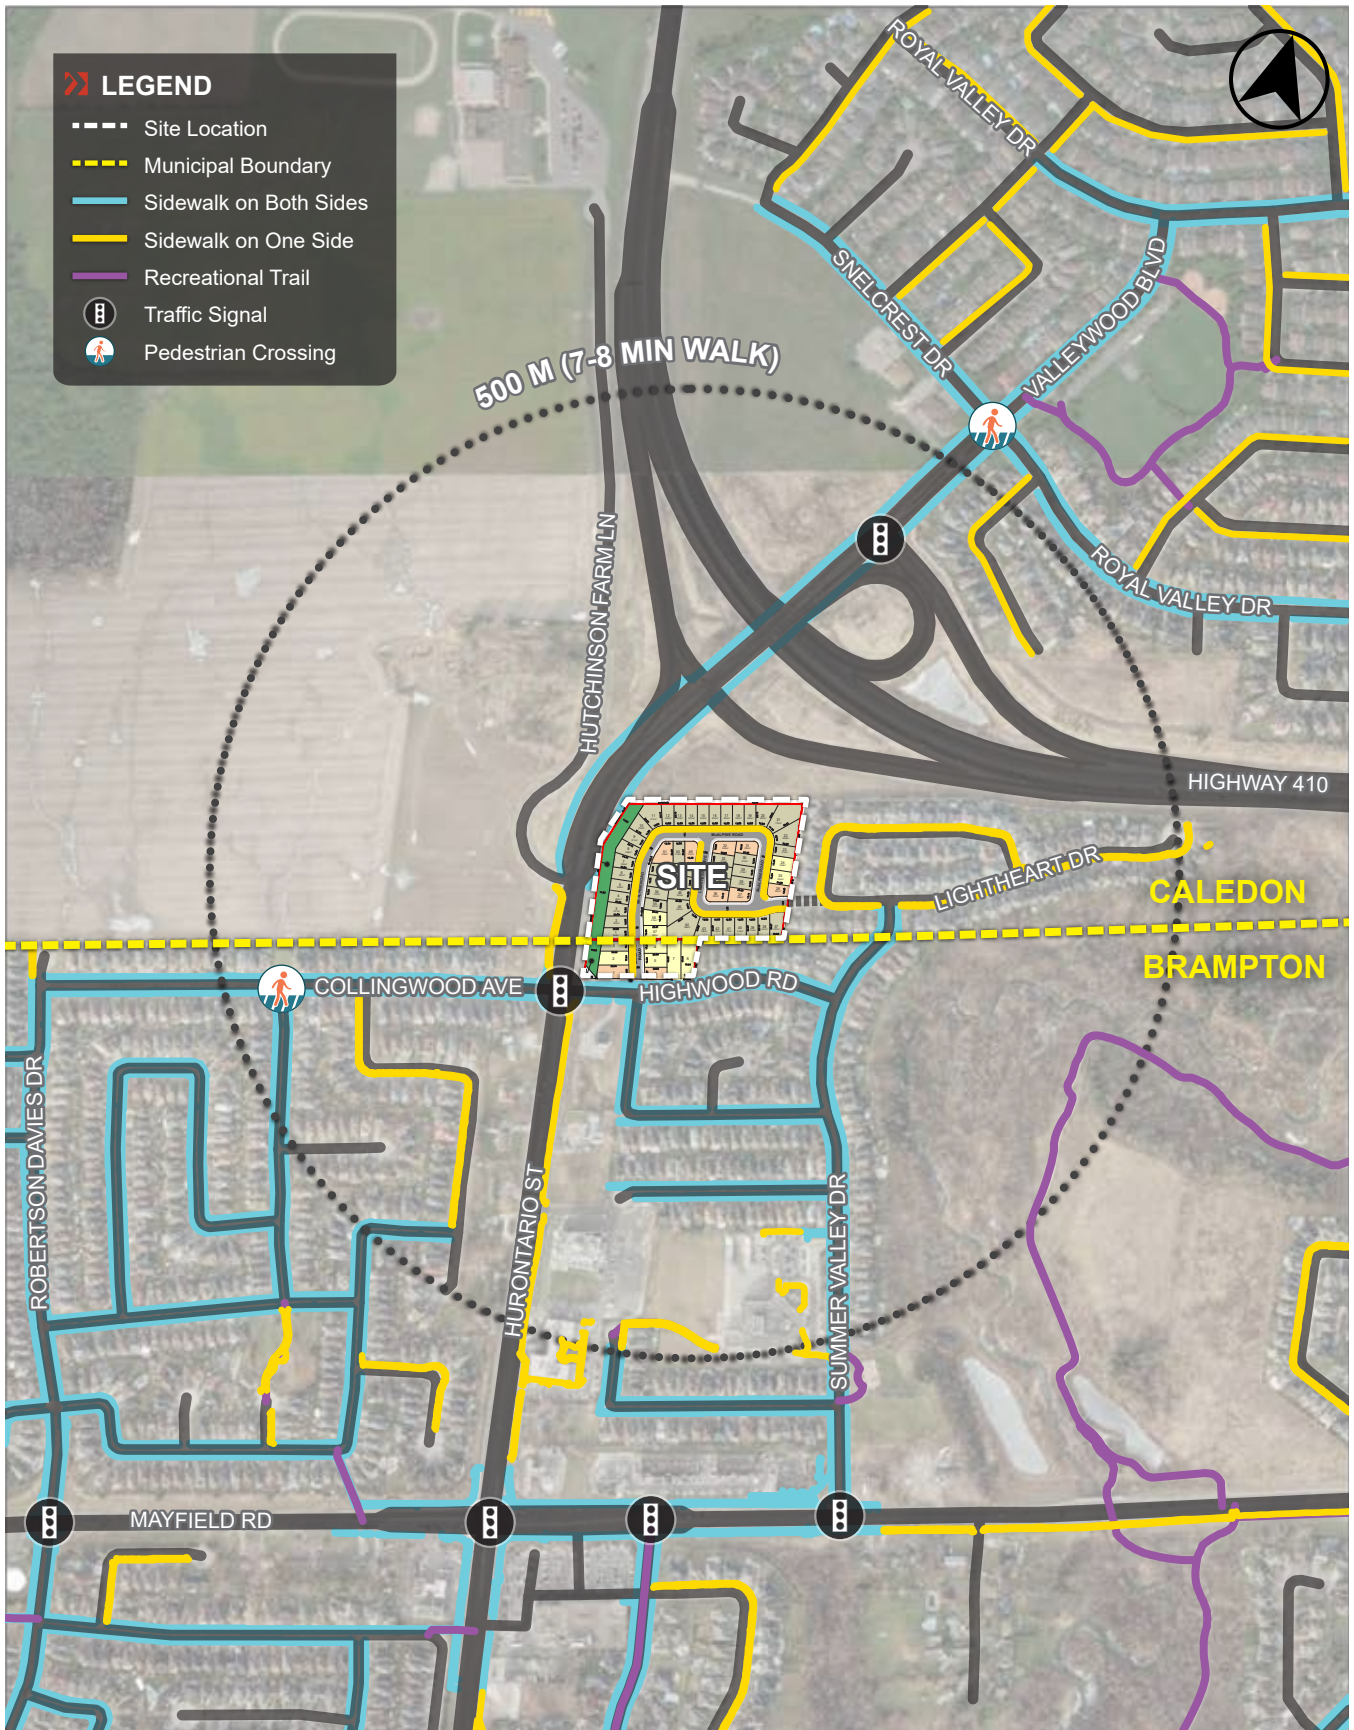 LEGEND
Site Location
Municipal Boundary
Sidewalk on Both Sides
Sidewalk on One Side
Recreational Trail
Traffic Signal
Pedestrian Crossing
ROYAL VALLEY DR
SNELCREST DR
VALLEYWOOD BLVD
500 M (7-8 MIN WALK)
HUTCHINSON FARM LN
ROYAL VALLEY DR
HIGHWAY 410
SITE
LIGHTHEART DR
CALEDON
BRAMPTON
COLLINGWOOD AVE
HIGHWOOD RD
ROBERTSON DAVIES DR
HURONTARIO ST
SUMMER VALLEY DR
MAYFIELD RD